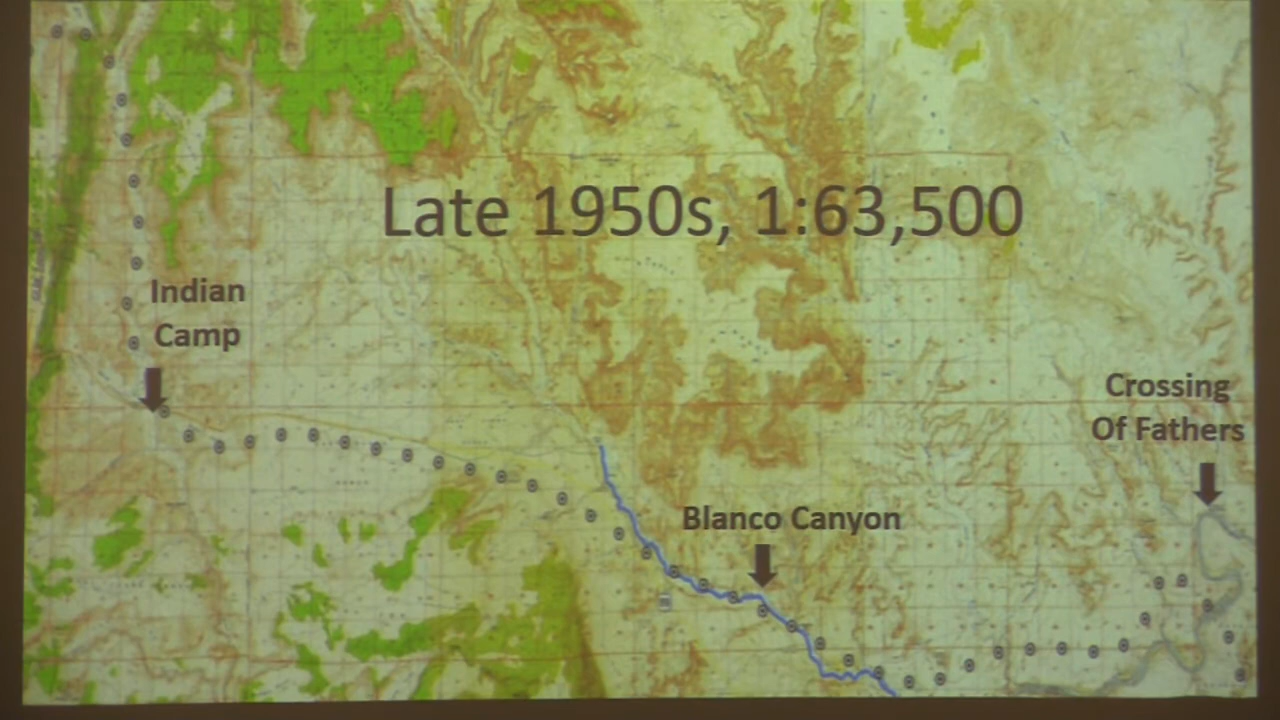 Late 1950s, 1:63,500
Indian
Camp
Crossing
Of Fathers
Blanco Canyon